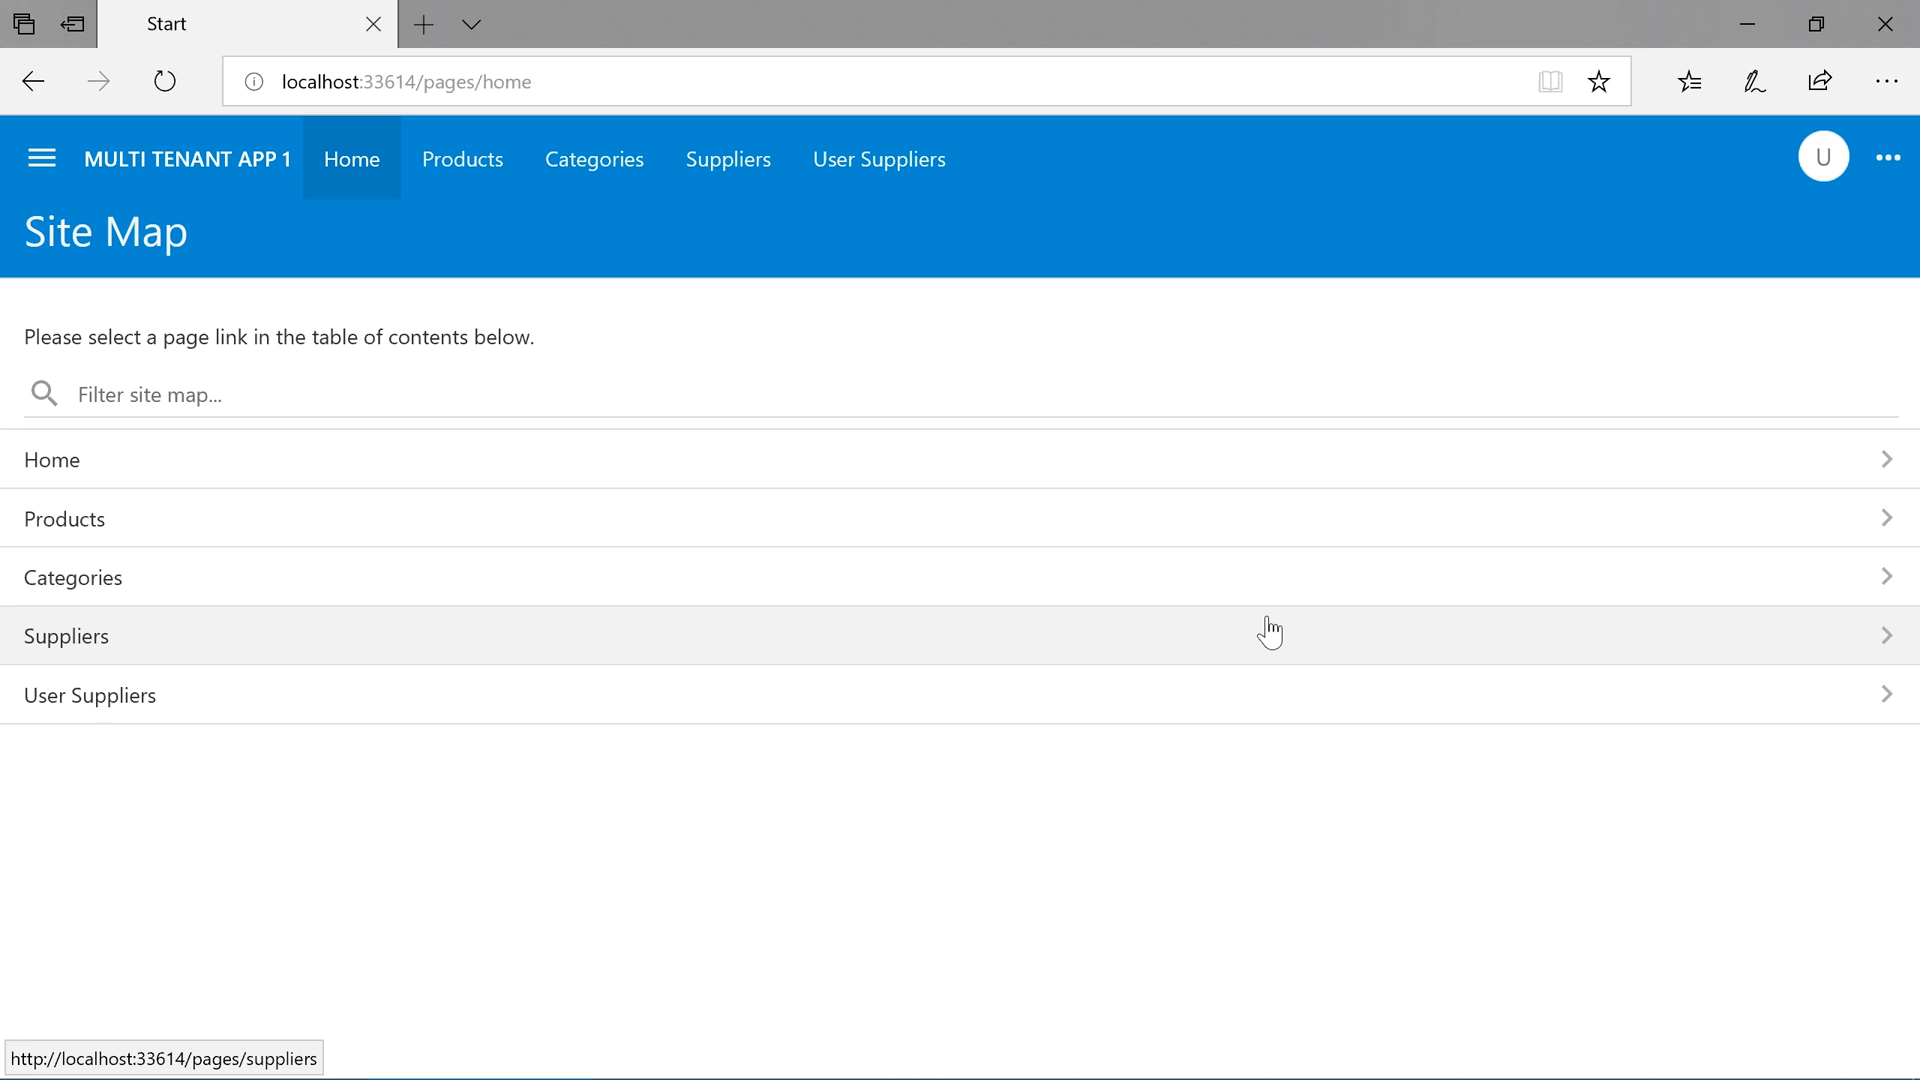 Start
localhost:33614/pages/home
MULTI TENANT APP 1 Home Products Categories Suppliers User Suppliers U
Site Map
Please select a page link in the table of contents below.
Filter site map...
Home
Products
Categories
Suppliers
User Suppliers
http://localhost:33614/pages/suppliers